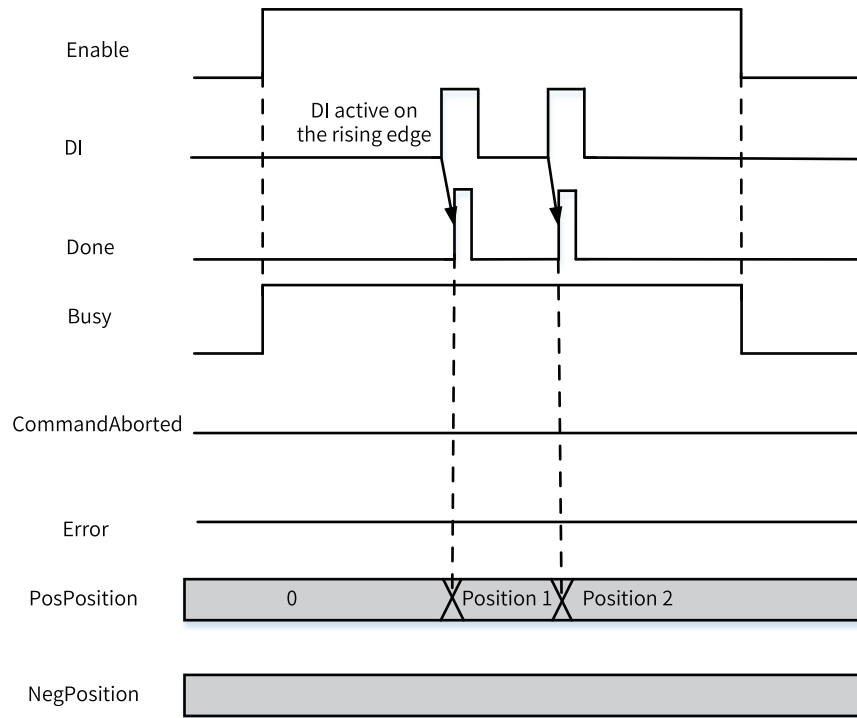 Enable
DI active on
the rising edge
DI
Done
Busy
CommandAborted
Error
PosPosition
0
Position 1
Position 2
NegPosition